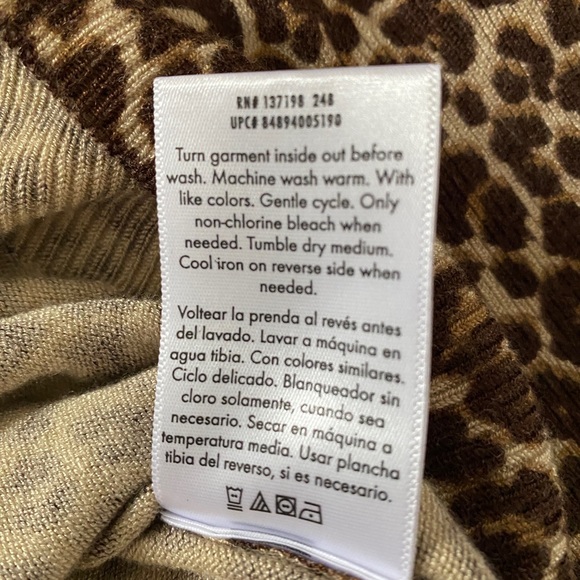 RN# 137198 248
UPC# 84894005190
Turn garment inside out before
wash. Machine wash warm. With
like colors. Gentle cycle. Only
non-chlorine bleach when
needed. Tumble dry medium.
Cool iron on reverse side when
needed.
Voltear la prenda al revés antes
del lavado. Lavar a máquina en
agua tibia. Con colores similares.
Ciclo delicado. Blanqueador sin
cloro solamente, cuando sea
necesario. Secar en máquina a
temperatura media. Usar plancha
tibia del reverso, si es necesario.